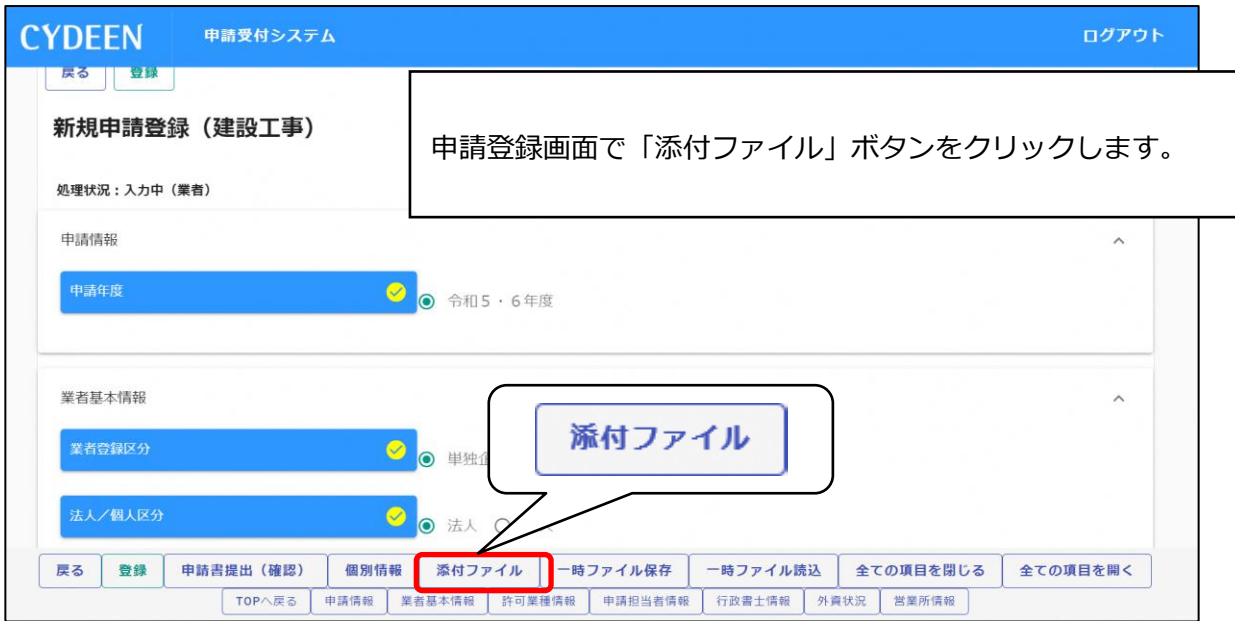 CYDEEN 申請受付システム ログアウト
戻る 登録
新規申請登録（建設工事）
申請登録画面で「添付ファイル」ボタンをクリックします。
処理状況：入力中（業者）
申請情報
申請年度 令和５・６年度
業者基本情報
添付ファイル
業者登録区分 単独
法人／個人区分 法人
戻る 登録 申請書提出（確認） 個別情報 添付ファイル 一時ファイル保存 一時ファイル読込 全ての項目を閉じる 全ての項目を開く
TOPへ戻る 申請情報 業者基本情報 許可業種情報 申請担当者情報 行政書士情報 外資状況 営業所情報